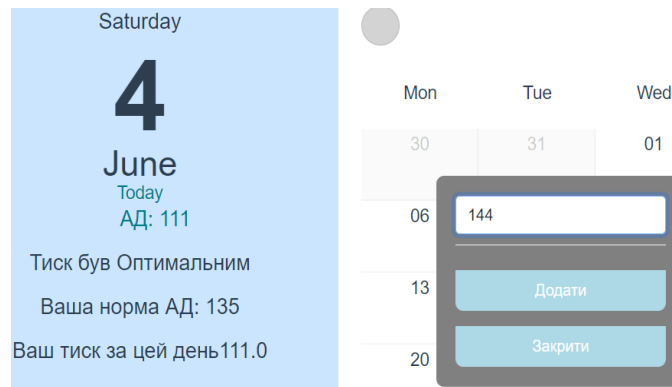 Saturday
4
June
Today
АД: 111
Тиск був Оптимальним
Ваша норма АД: 135
Ваш тиск за цей день111.0
Mon Tue Wed
30 31 01
06
144
13
Додати
Закрити
20